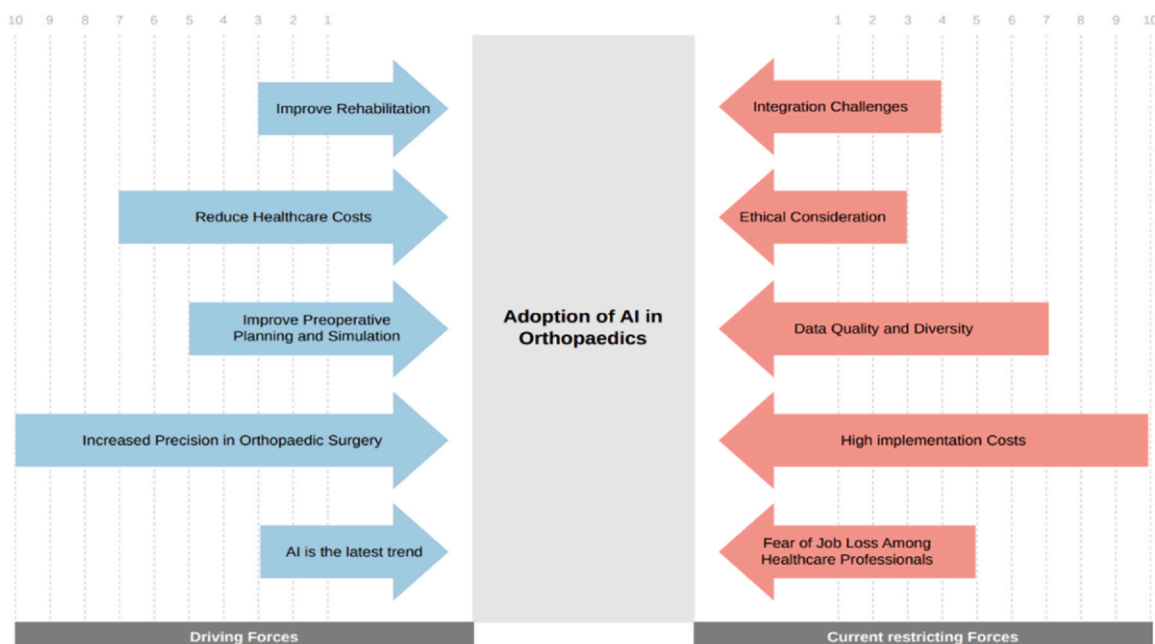 10 9 8 7 6 5 4 3 2 1
1 2 3 4 5 6 7 8 9 10
Improve Rehabilitation
Integration Challenges
Reduce Healthcare Costs
Ethical Consideration
Improve Preoperative
Planning and Simulation
Adoption of AI in
Orthopaedics
Data Quality and Diversity
Increased Precision in Orthopaedic Surgery
High implementation Costs
AI is the latest trend
Fear of Job Loss Among
Healthcare Professionals
Driving Forces
Current restricting Forces